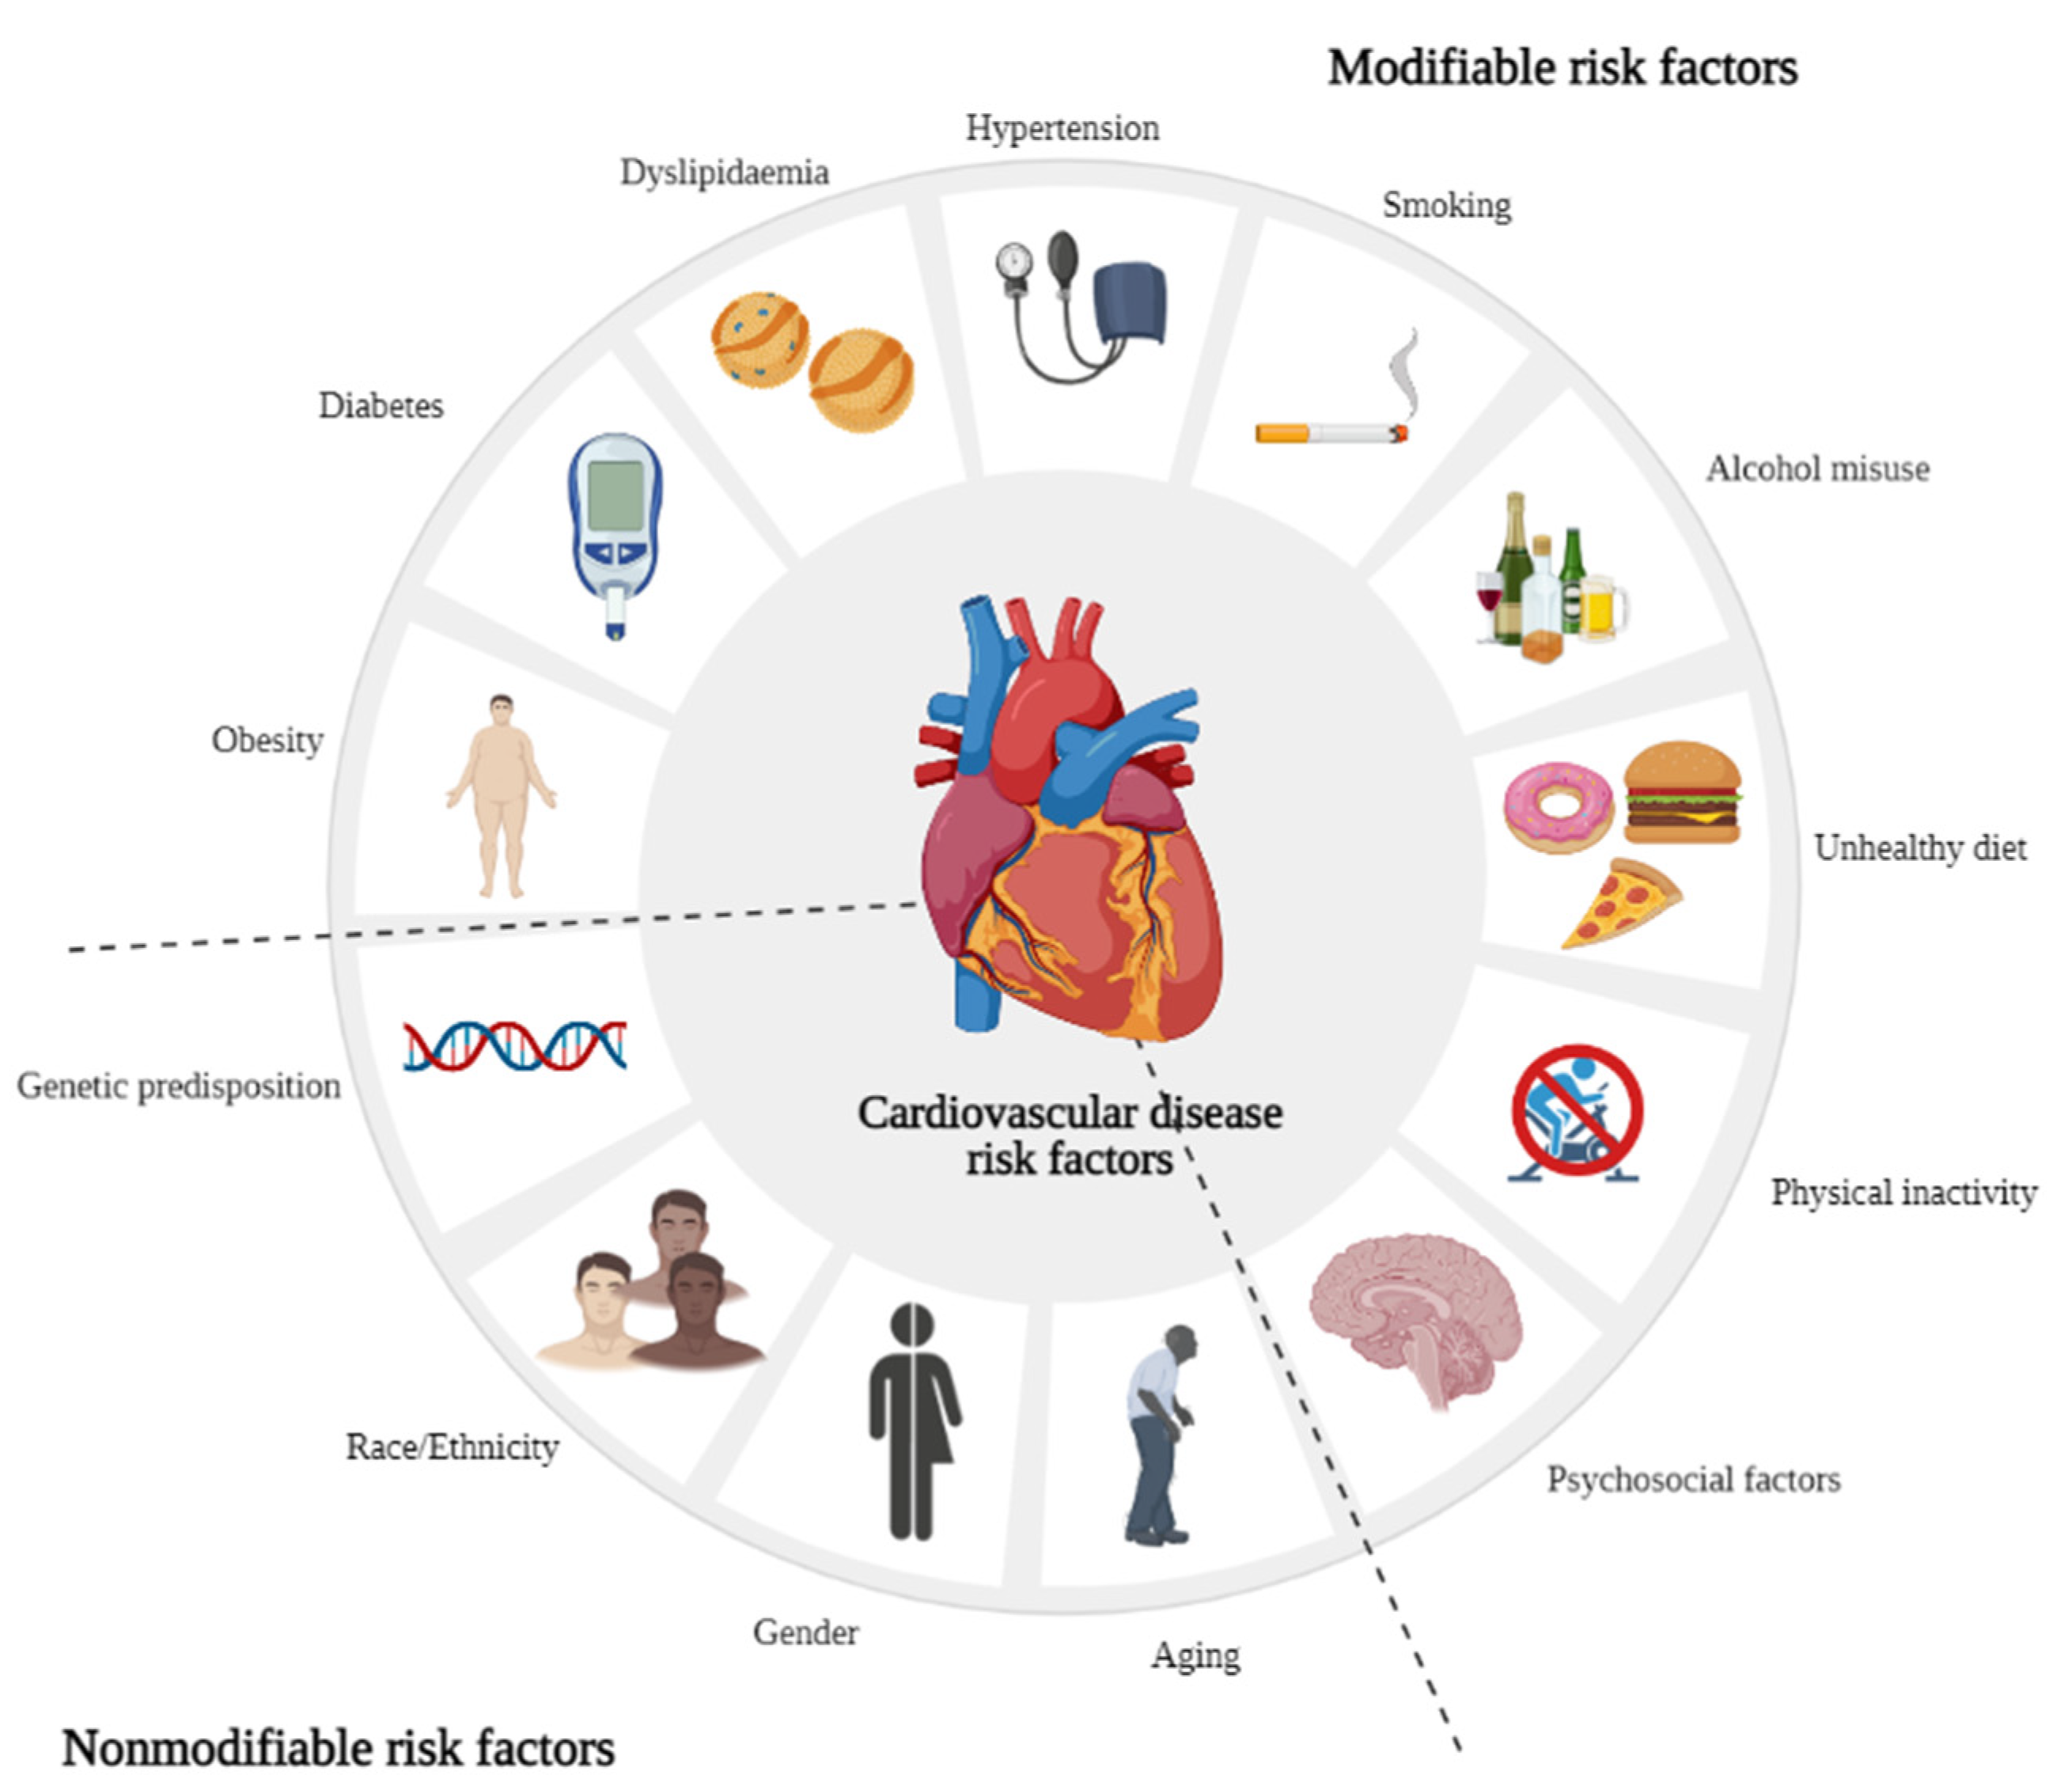 Modifiable risk factors
Hypertension
Dyslipidaemia
Smoking
Diabetes
Alcohol misuse
Obesity
Unhealthy diet
Genetic predisposition
Cardiovascular disease
risk factors
Physical inactivity
Race/Ethnicity
Psychosocial factors
Gender
Aging
Nonmodifiable risk factors